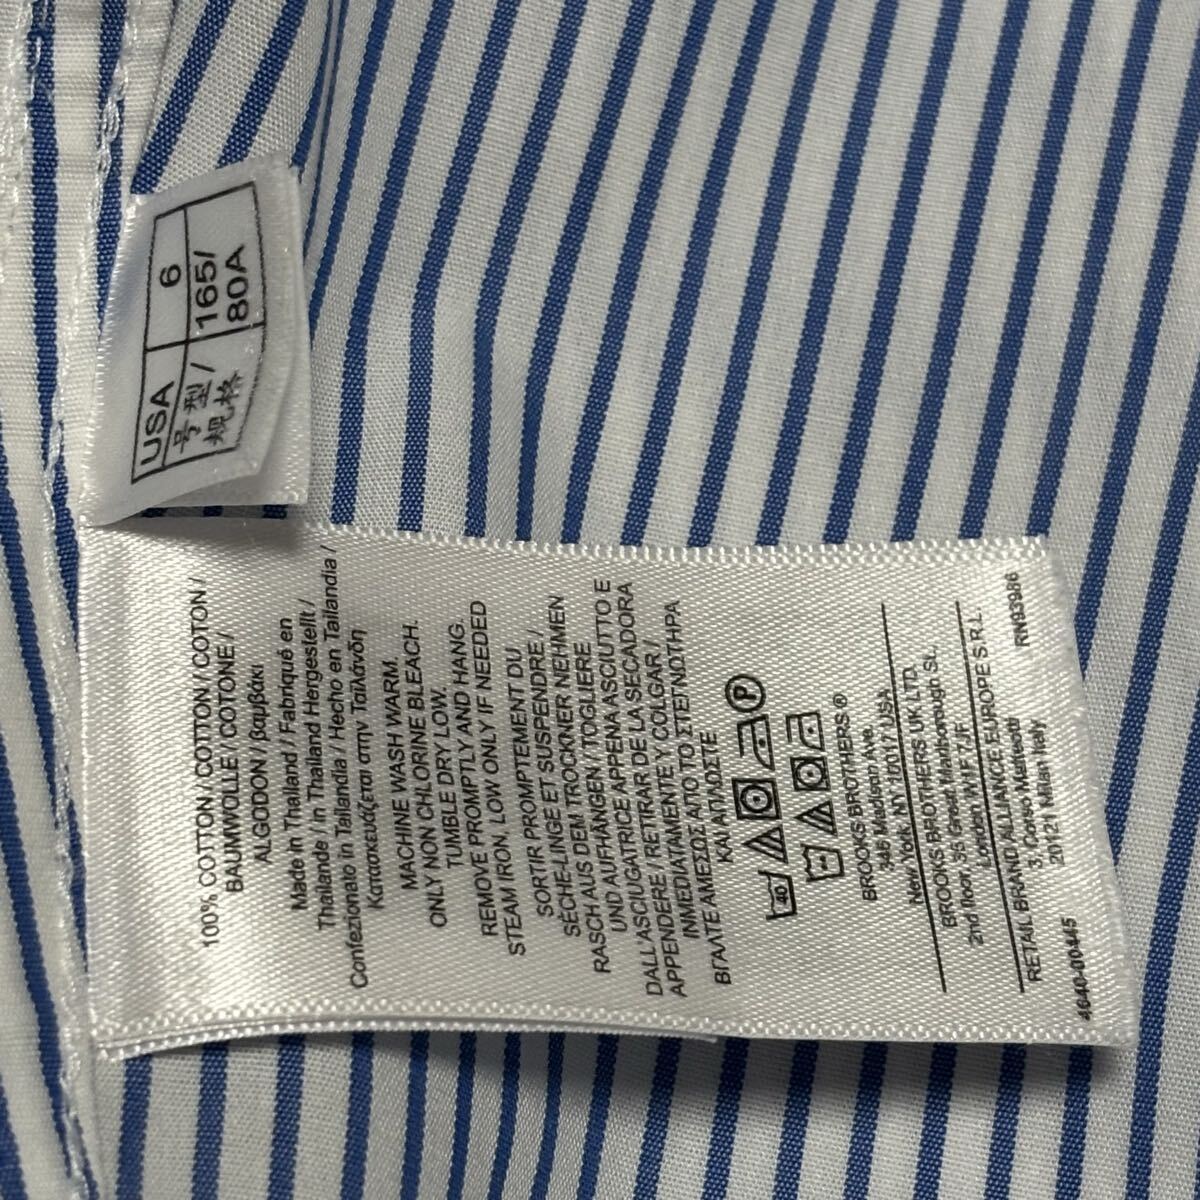 USA 6
号型/ 165/
规格 80A
100% COTTON / COTTON / COTON /
BAUMWOLLE / COTONE /
ALGODON / βαμβακι
Made in Thailand / Fabriqué en
Thaïlande / in Thailand Hergestellt /
Confezionato in Tailandia / Hecho en Tailandia /
Κατασκευάζεται στην Ταϊλάνδη
MACHINE WASH WARM.
ONLY NON CHLORINE BLEACH.
TUMBLE DRY LOW.
REMOVE PROMPTLY AND HANG.
STEAM IRON, LOW ONLY IF NEEDED
SORTIR PROMPTEMENT DU
SÈCHE-LINGE ET SUSPENDRE /
RASCH AUS DEM TROCKNER NEHMEN
UND AUFHÄNGEN / TOGLIERE
DALL'ASCIUGATRICE APPENA ASCIUTTO E
APPENDERE / RETIRAR DE LA SECADORA
INMEDIATAMENTE Y COLGAR /
ΒΓΑΛΤΕ ΑΜΕΣΩΣ ΑΠΟ ΤΟ ΣΤΕΓΝΩΤΗΡΑ
ΚΑΙ ΑΠΛΩΣΤΕ
40 P
BROOKS BROTHERS®
346 Madison Ave.
New York, NY 10017 USA
BROOKS BROTHERS UK LTD.
2nd floor, 36 Great Marlborough St.,
London W1F 7JF
RETAIL BRAND ALLIANCE EUROPE S.R.L.
3, Corso Matteotti
20121 Milan Italy
4640-00445 RN93986